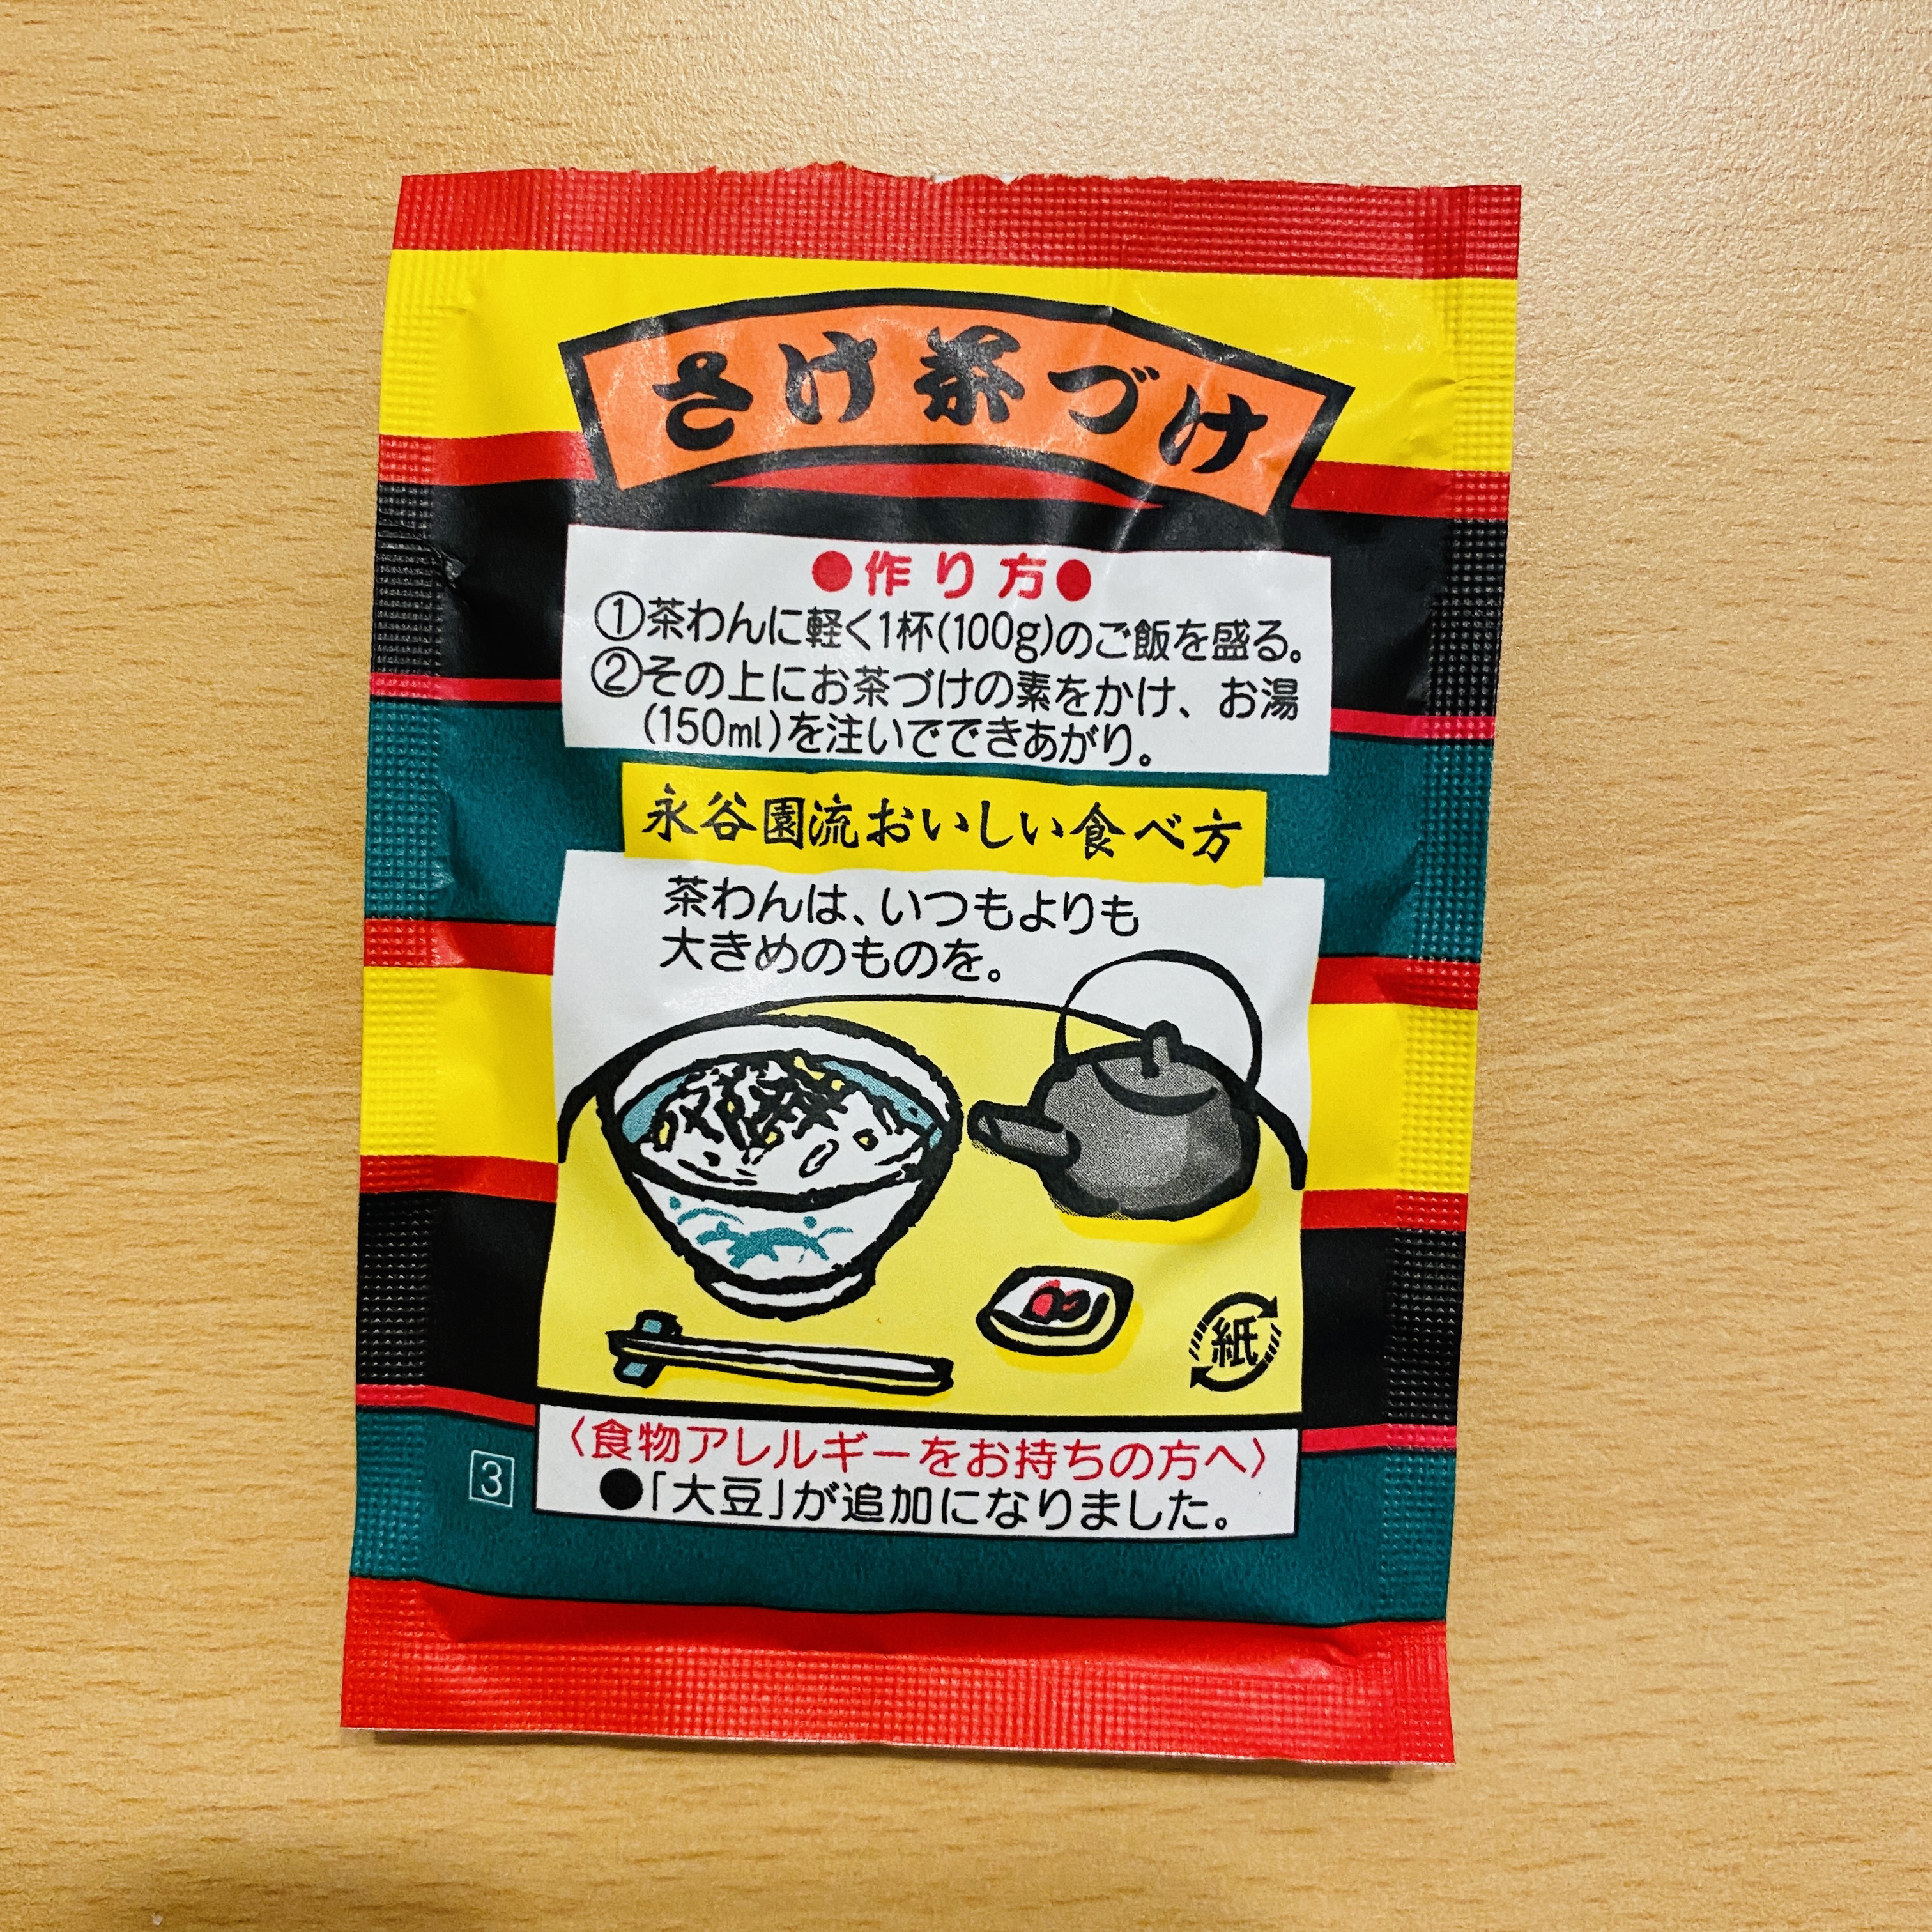 さけ茶づけ
●作り方●
①茶わんに軽く1杯(100g)のご飯を盛る。
②その上にお茶づけの素をかけ、お湯
(150ml)を注いでできあがり。
永谷園流おいしい食べ方
茶わんは、いつもよりも
大きめのものを。
紙
〈食物アレルギーをお持ちの方へ〉
●「大豆」が追加になりました。
3